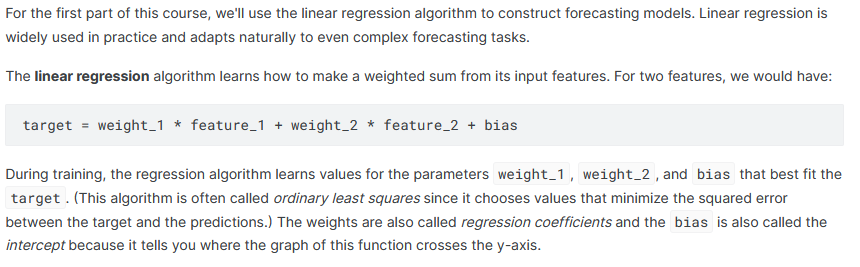 For the first part of this course, we'll use the linear regression algorithm to construct forecasting models. Linear regression is
widely used in practice and adapts naturally to even complex forecasting tasks.
The linear regression algorithm learns how to make a weighted sum from its input features. For two features, we would have:
target = weight_1 * feature_1 + weight_2 * feature_2 + bias
During training, the regression algorithm learns values for the parameters weight_1 , weight_2 , and bias that best fit the
target . (This algorithm is often called ordinary least squares since it chooses values that minimize the squared error
between the target and the predictions.) The weights are also called regression coefficients and the bias is also called the
intercept because it tells you where the graph of this function crosses the y-axis.